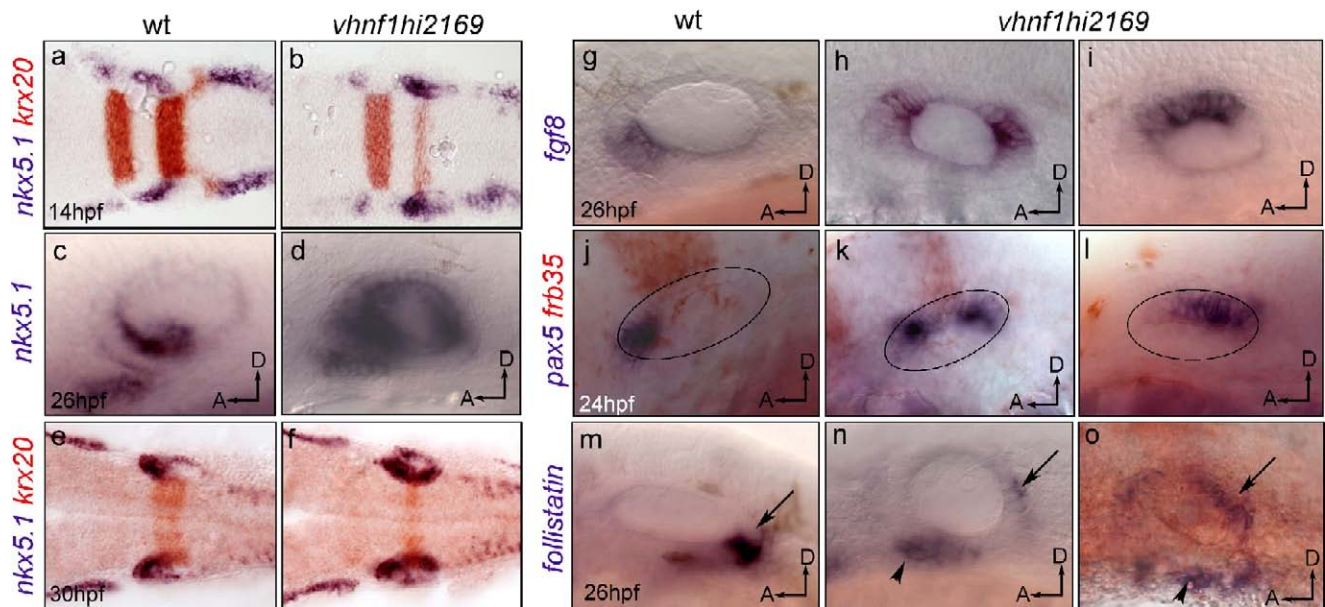 wt
vhnf1hi2169
wt
vhnf1hi2169
nkx5.1 krx20
a
14hpf
b
nkx5.1
c
26hpf
D
A
d
D
A
nkx5.1 krx20
e
30hpf
f
fgf8
g
26hpf
D
A
h
D
A
i
D
A
pax5 frb35
j
24hpf
D
A
k
D
A
l
D
A
follistatin
m
26hpf
D
A
n
D
A
o
D
A